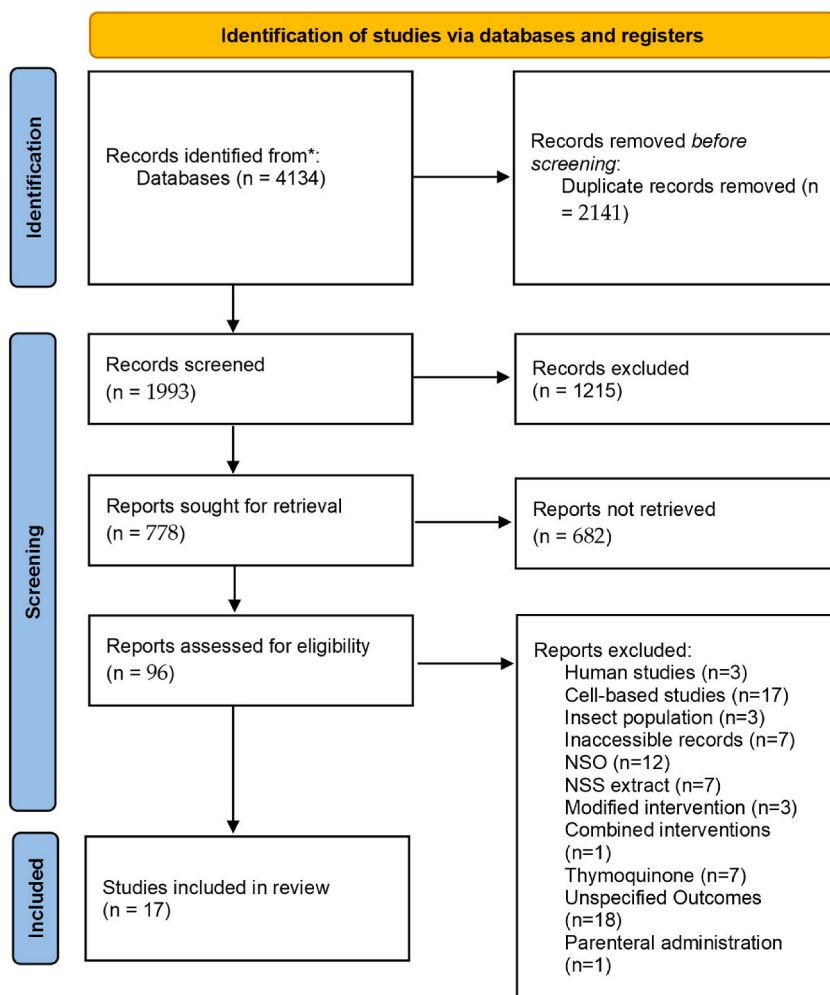 Identification of studies via databases and registers
Identification
Records identified from*:
Databases (n = 4134)
Records removed before
screening:
Duplicate records removed (n
= 2141)
Screening
Records screened
(n = 1993)
Records excluded
(n = 1215)
Reports sought for retrieval
(n = 778)
Reports not retrieved
(n = 682)
Reports assessed for eligibility
(n = 96)
Reports excluded:
Human studies (n=3)
Cell-based studies (n=17)
Insect population (n=3)
Inaccessible records (n=7)
NSO (n=12)
NSS extract (n=7)
Modified intervention (n=3)
Combined interventions
(n=1)
Thymoquinone (n=7)
Unspecified Outcomes
(n=18)
Parenteral administration
(n=1)
Included
Studies included in review
(n = 17)